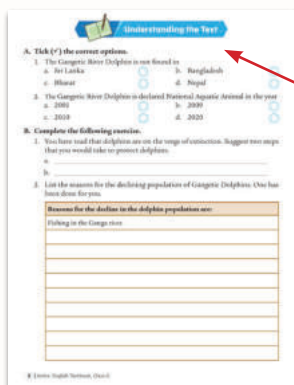 Understanding the Text
A. Tick (✓) the correct options.
1. The Gangetic River Dolphin is not found in
a. Sri Lanka
b. Bangladesh
c. Bharat
d. Nepal
2. The Gangetic River Dolphin is declared National Aquatic Animal in the year
a. 2001
b. 2009
c. 2010
d. 2020
B. Complete the following exercise.
1. You have read that dolphins are on the verge of extinction. Suggest two steps
that you would take to protect dolphins.
a.
b.
2. List the reasons for the declining population of Gangetic Dolphins. One has
been done for you.
Reasons for the decline in the dolphin population are:
Fishing in the Ganga river
English Textbook, Class 6